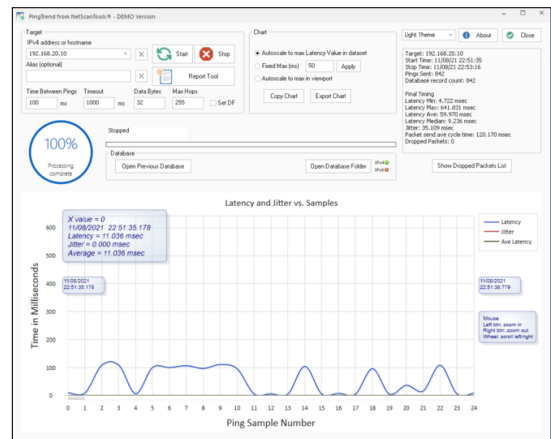 PingTrend from NetScanTools® - DEMO Version
Target
IPv4 address or hostname
192.168.20.10
X
Start
Stop
Alias (optional)
X
Report Tool
Time Between Pings
Timeout
Data Bytes
Max Hops
100
ms
1000
ms
32
255
Set DF
Chart
Autoscale to max Latency Value in dataset
Fixed Max (ms)
50
Apply
Autoscale to max in viewport
Copy Chart
Export Chart
Light Theme
About
Close
Target: 192.168.20.10
Start Time: 11/08/21 22:51:35
Stop Time: 11/08/21 22:53:16
Pings Sent: 842
Database record count: 842
Final Timing
Latency Min: 4.722 msec
Latency Max: 641.831 msec
Latency Ave: 59.970 msec
Latency Median: 9.236 msec
Jitter: 35.109 msec
Packet send ave cycle time: 120.170 msec
Dropped Packets: 0
100%
Processing
complete
Stopped
Database
Open Previous Database
Open Database Folder
IPv4
IPv6
Show Dropped Packets List
Latency and Jitter vs. Samples
X value = 0
11/08/2021 22:51:35.178
Latency = 11.036 msec
Jitter = 0.000 msec
Average = 11.036 msec
Latency
Jitter
Ave Latency
11/08/2021
22:51:35.178
11/08/2021
22:51:38.779
Mouse
Left btn: zoom in
Right btn: zoom out
Wheel: scroll left/right
Time in Milliseconds
600
500
400
300
200
100
0
0 1 2 3 4 5 6 7 8 9 10 11 12 13 14 15 16 17 18 19 20 21 22 23 24
Ping Sample Number